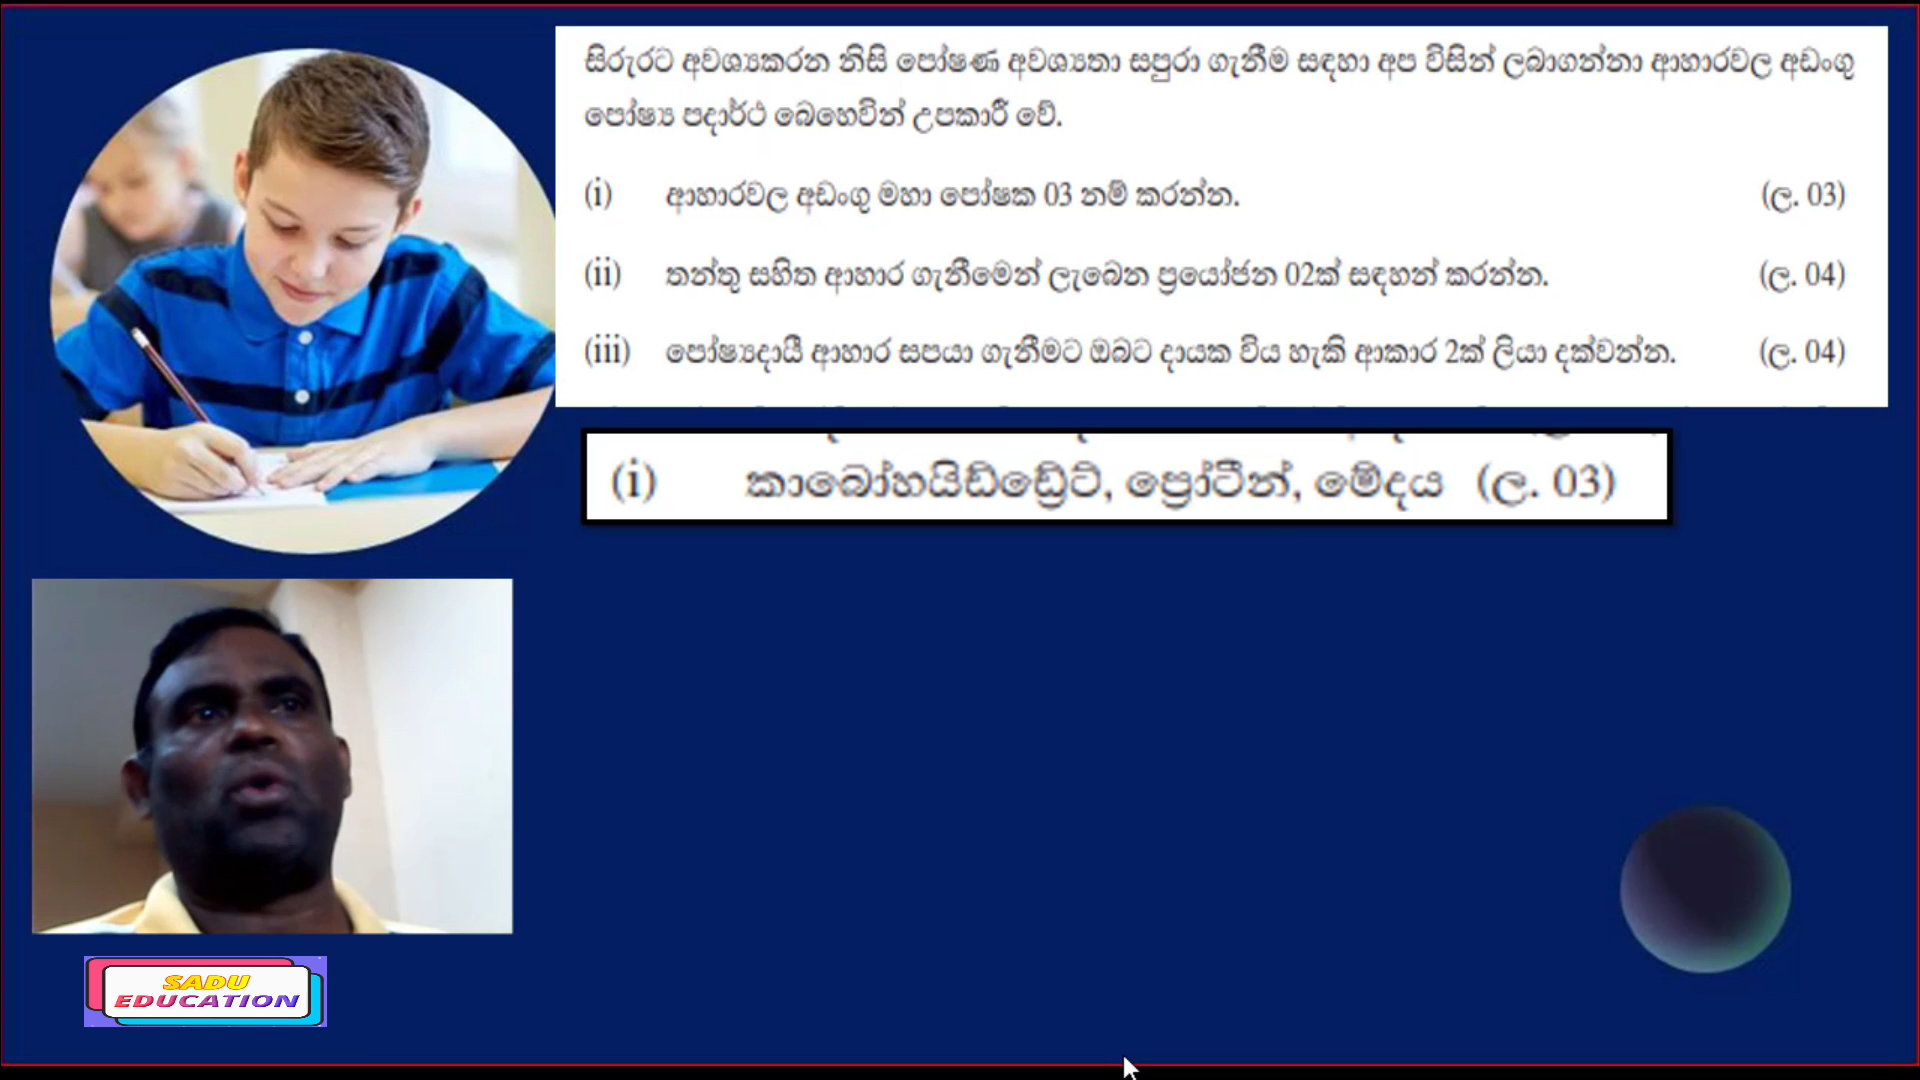 සිරුරට අවශ්‍යකරන නිසි පෝෂණ අවශ්‍යතා සපුරා ගැනීම සඳහා අප විසින් ලබාගන්නා ආහාරවල අඩංගු
පෝෂ්‍ය පදාර්ථ බෙහෙවින් උපකාරී වේ.
(i) ආහාරවල අඩංගු මහා පෝෂක 03 නම් කරන්න. (ල. 03)
(ii) තන්තු සහිත ආහාර ගැනීමෙන් ලැබෙන ප්‍රයෝජන 02ක් සඳහන් කරන්න. (ල. 04)
(iii) පෝෂ්‍යදායී ආහාර සපයා ගැනීමට ඔබට දායක විය හැකි ආකාර 2ක් ලියා දක්වන්න. (ල. 04)
(i) කාබෝහයිඩ්ඩ්‍රේට්, ප්‍රෝටීන්, මේදය (ල. 03)
SADU
EDUCATION